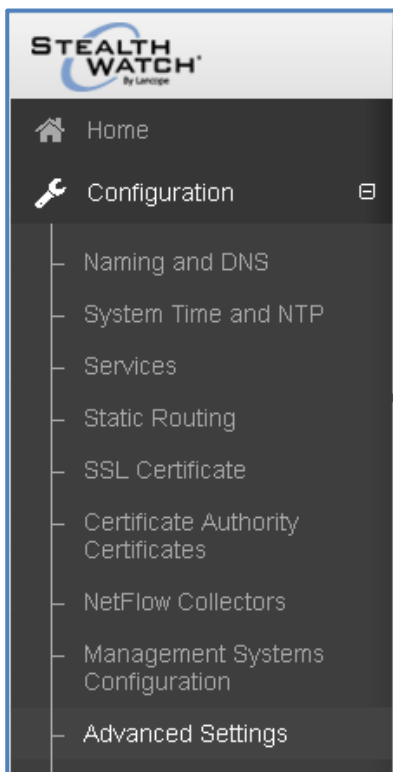 STEALTH
WATCH
By Lancope
Home
Configuration
Naming and DNS
System Time and NTP
Services
Static Routing
SSL Certificate
Certificate Authority
Certificates
NetFlow Collectors
Management Systems
Configuration
Advanced Settings